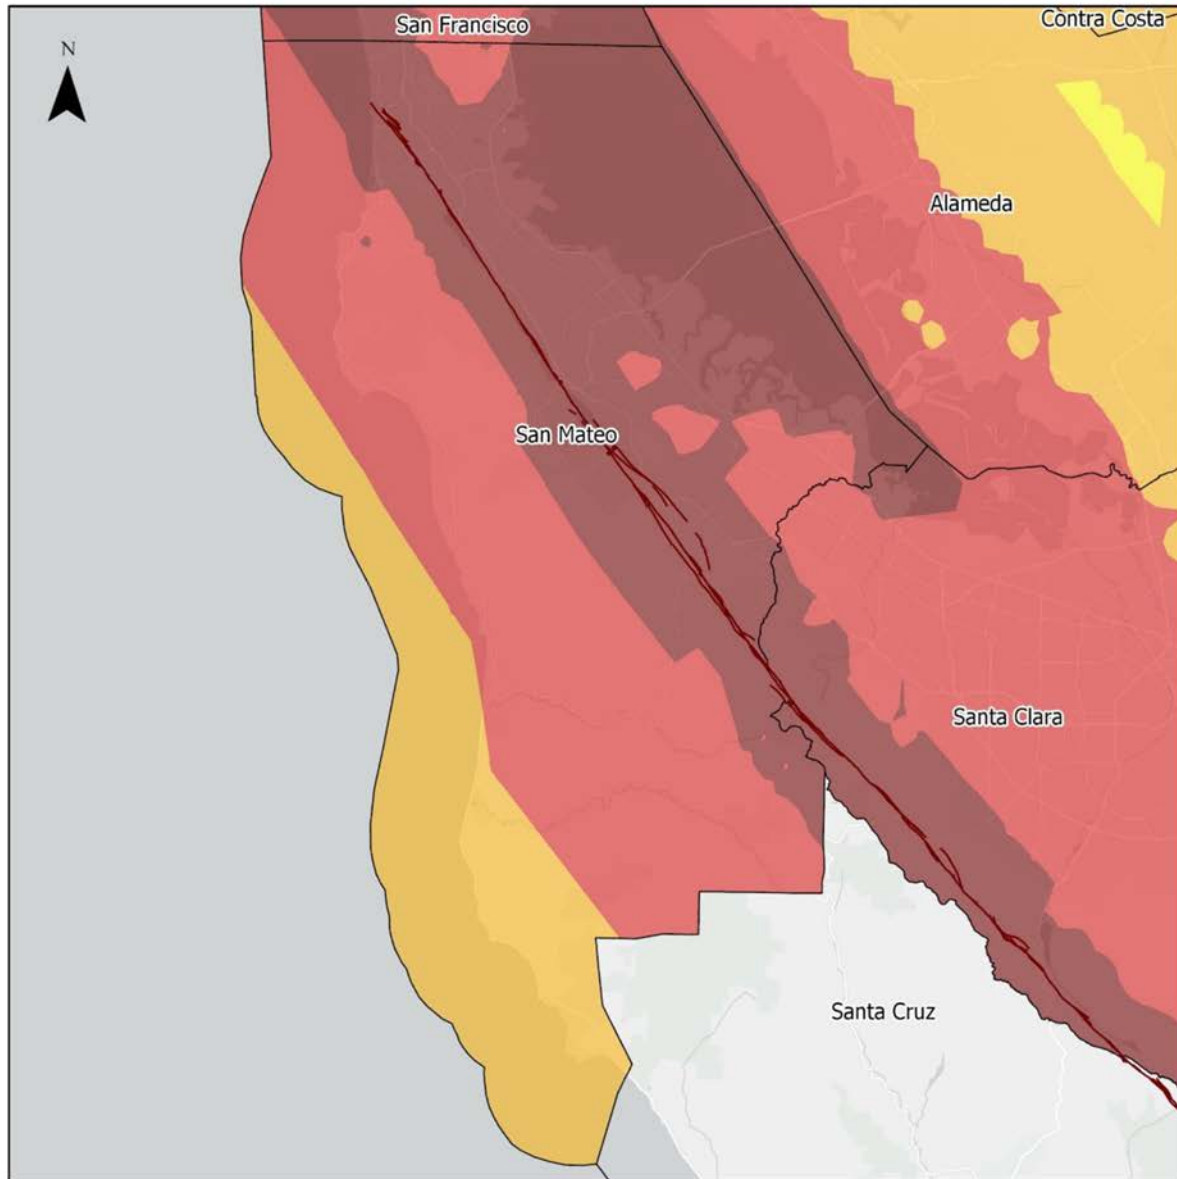 San Francisco
Contra Costa
N
Alameda
San Mateo
Santa Clara
Santa Cruz